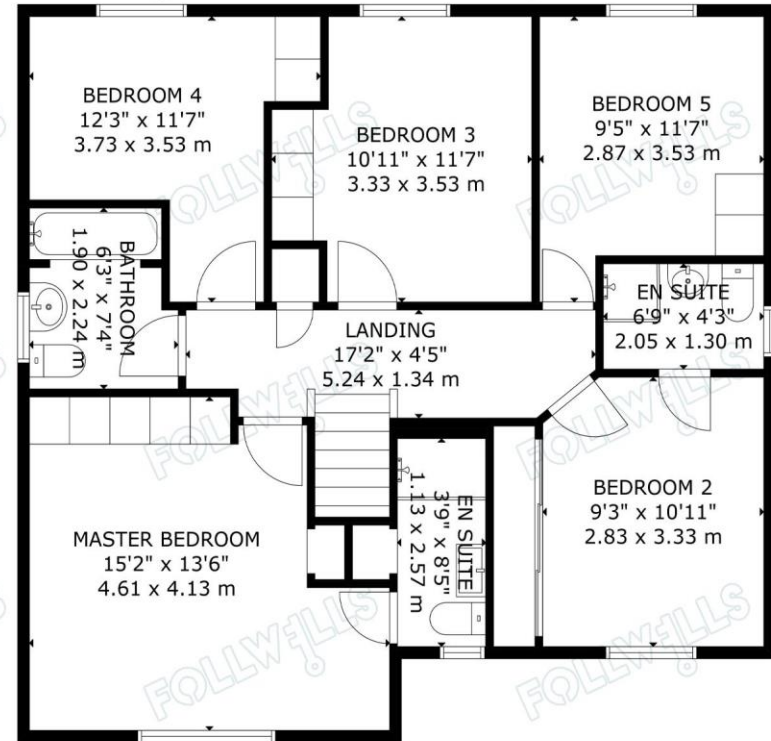 BEDROOM 4
12'3" x 11'7"
3.73 x 3.53 m
BEDROOM 3
10'11" x 11'7"
3.33 x 3.53 m
BEDROOM 5
9'5" x 11'7"
2.87 x 3.53 m
BATHROOM
6'3" x 7'4"
1.90 x 2.24 m
EN SUITE
6'9" x 4'3"
2.05 x 1.30 m
LANDING
17'2" x 4'5"
5.24 x 1.34 m
MASTER BEDROOM
15'2" x 13'6"
4.61 x 4.13 m
EN SUITE
3'9" x 8'5"
1.13 x 2.57 m
BEDROOM 2
9'3" x 10'11"
2.83 x 3.33 m
FOLLWELLS
FOLLWELLS
FOLLWELLS
FOLLWELLS
FOLLWELLS
FOLLWELLS